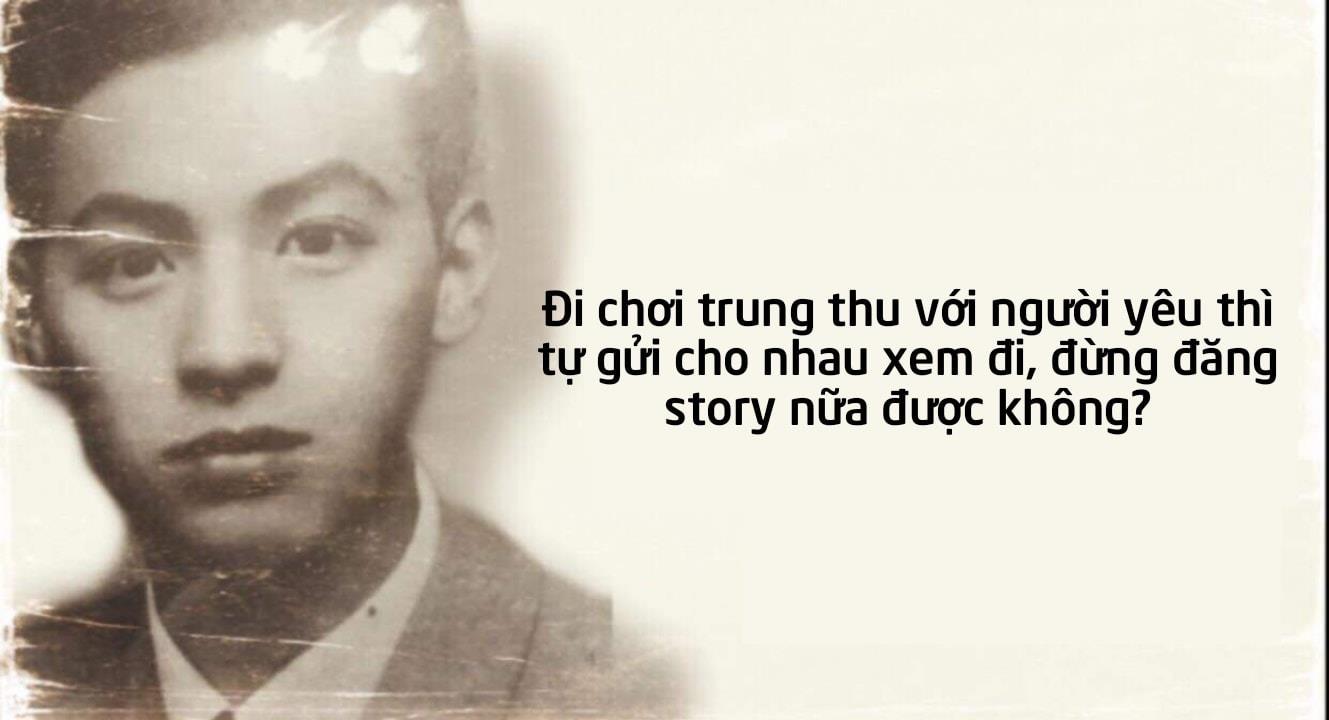 Đi chơi trung thu với người yêu thì
tự gửi cho nhau xem đi, đừng đăng
story nữa được không?